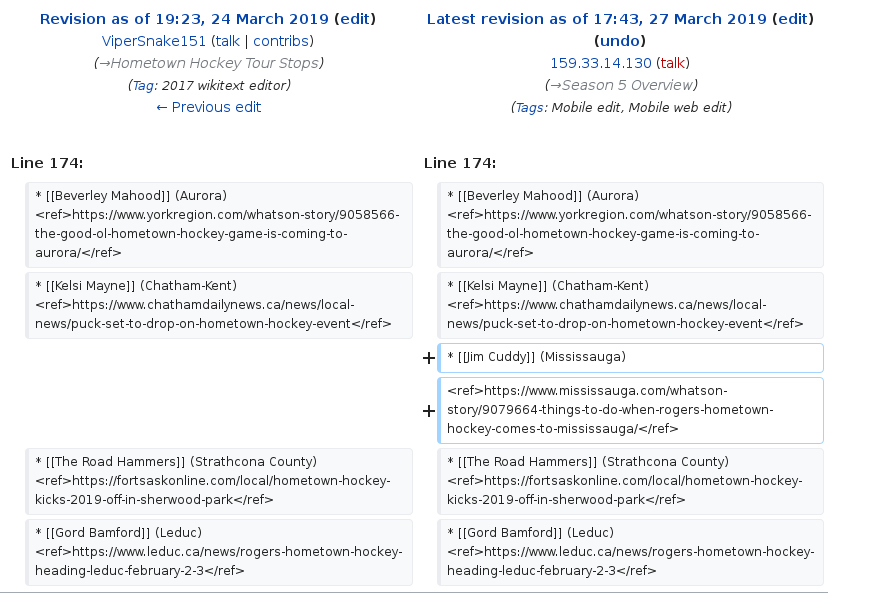 Revision as of 19:23, 24 March 2019 (edit)
ViperSnake151 (talk | contribs)
(→Hometown Hockey Tour Stops)
(Tag: 2017 wikitext editor)
← Previous edit
Latest revision as of 17:43, 27 March 2019 (edit)
(undo)
159.33.14.130 (talk)
(→Season 5 Overview)
(Tags: Mobile edit, Mobile web edit)
Line 174:
Line 174:
* [[Beverley Mahood]] (Aurora)
<ref>https://www.yorkregion.com/whatson-story/9058566-
the-good-ol-hometown-hockey-game-is-coming-to-
aurora/</ref>
* [[Beverley Mahood]] (Aurora)
<ref>https://www.yorkregion.com/whatson-story/9058566-
the-good-ol-hometown-hockey-game-is-coming-to-
aurora/</ref>
* [[Kelsi Mayne]] (Chatham-Kent)
<ref>https://www.chathamdailynews.ca/news/local-
news/puck-set-to-drop-on-hometown-hockey-event</ref>
* [[Kelsi Mayne]] (Chatham-Kent)
<ref>https://www.chathamdailynews.ca/news/local-
news/puck-set-to-drop-on-hometown-hockey-event</ref>
+ * [[Jim Cuddy]] (Mississauga)
<ref>https://www.mississauga.com/whatson-
+ story/9079664-things-to-do-when-rogers-hometown-
hockey-comes-to-mississauga/</ref>
* [[The Road Hammers]] (Strathcona County)
<ref>https://fortsaskonline.com/local/hometown-hockey-
kicks-2019-off-in-sherwood-park</ref>
* [[The Road Hammers]] (Strathcona County)
<ref>https://fortsaskonline.com/local/hometown-hockey-
kicks-2019-off-in-sherwood-park</ref>
* [[Gord Bamford]] (Leduc)
<ref>https://www.leduc.ca/news/rogers-hometown-hockey-
heading-leduc-february-2-3</ref>
* [[Gord Bamford]] (Leduc)
<ref>https://www.leduc.ca/news/rogers-hometown-hockey-
heading-leduc-february-2-3</ref>